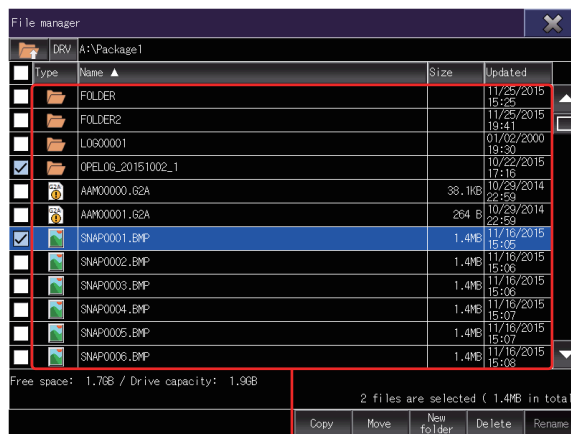 File manager
DRV A:\Package1
Type Name ▲ Size Updated
FOLDER 11/25/2015 15:25
FOLDER2 11/25/2015 19:41
LOG00001 01/02/2000 19:30
OPELOG_20151002_1 10/22/2015 17:16
G2A AAM00000.G2A 38.1KB 10/29/2014 22:59
G2A AAM00001.G2A 264 B 10/29/2014 22:59
SNAP0001.BMP 1.4MB 11/16/2015 15:05
SNAP0002.BMP 1.4MB 11/16/2015 15:06
SNAP0003.BMP 1.4MB 11/16/2015 15:06
SNAP0004.BMP 1.4MB 11/16/2015 15:07
SNAP0005.BMP 1.4MB 11/16/2015 15:07
SNAP0006.BMP 1.4MB 11/16/2015 15:08
Free space: 1.7GB / Drive capacity: 1.9GB
2 files are selected ( 1.4MB in total
Copy Move New folder Delete Rename